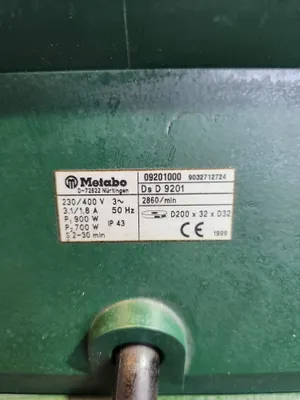 Metabo
D-72622 Nürtingen
09201000 9032712724
Ds D 9201
230/400 V 3~
3,1/1,8 A 50 Hz
P₁ 900 W
P₂ 700 W IP 43
S 2-30 min
2860/min
D200 x 32 x D32
CE
1999